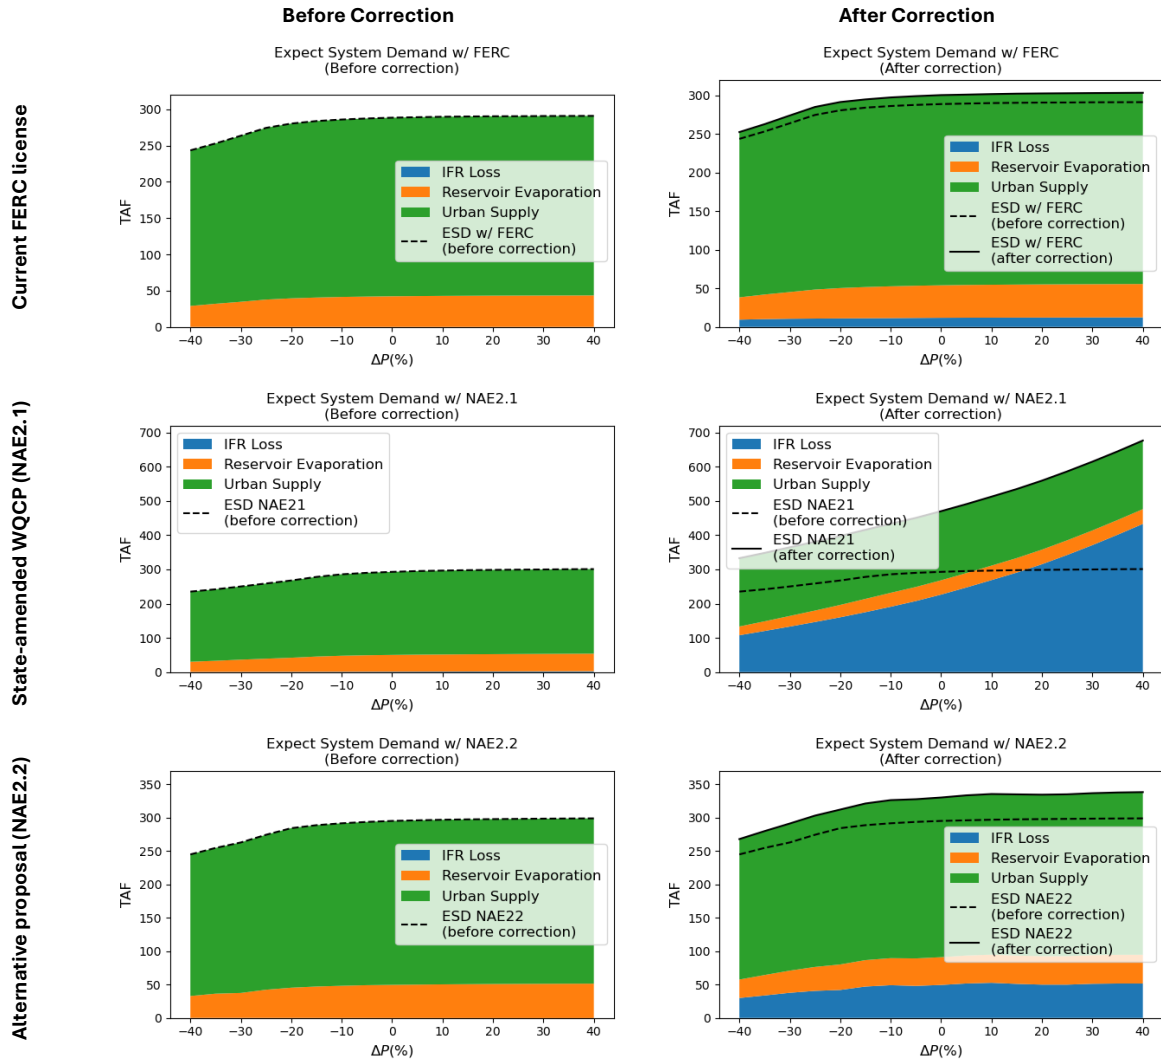 Before Correction
After Correction
Current FERC license
Expect System Demand w/ FERC
(Before correction)
TAF
300
250
200
150
100
50
0
IFR Loss
Reservoir Evaporation
Urban Supply
ESD w/ FERC
(before correction)
−40 −30 −20 −10 0 10 20 30 40
ΔP(%)
Expect System Demand w/ FERC
(After correction)
TAF
300
250
200
150
100
50
0
IFR Loss
Reservoir Evaporation
Urban Supply
ESD w/ FERC
(before correction)
ESD w/ FERC
(after correction)
−40 −30 −20 −10 0 10 20 30 40
ΔP(%)
State-amended WQCP (NAE2.1)
Expect System Demand w/ NAE2.1
(Before correction)
TAF
700
600
500
400
300
200
100
0
IFR Loss
Reservoir Evaporation
Urban Supply
ESD NAE21
(before correction)
−40 −30 −20 −10 0 10 20 30 40
ΔP(%)
Expect System Demand w/ NAE2.1
(After correction)
TAF
700
600
500
400
300
200
100
0
IFR Loss
Reservoir Evaporation
Urban Supply
ESD NAE21
(before correction)
ESD NAE21
(after correction)
−40 −30 −20 −10 0 10 20 30 40
ΔP(%)
Alternative proposal (NAE2.2)
Expect System Demand w/ NAE2.2
(Before correction)
TAF
350
300
250
200
150
100
50
0
IFR Loss
Reservoir Evaporation
Urban Supply
ESD NAE22
(before correction)
−40 −30 −20 −10 0 10 20 30 40
ΔP(%)
Expect System Demand w/ NAE2.2
(After correction)
TAF
350
300
250
200
150
100
50
0
IFR Loss
Reservoir Evaporation
Urban Supply
ESD NAE22
(before correction)
ESD NAE22
(after correction)
−40 −30 −20 −10 0 10 20 30 40
ΔP(%)